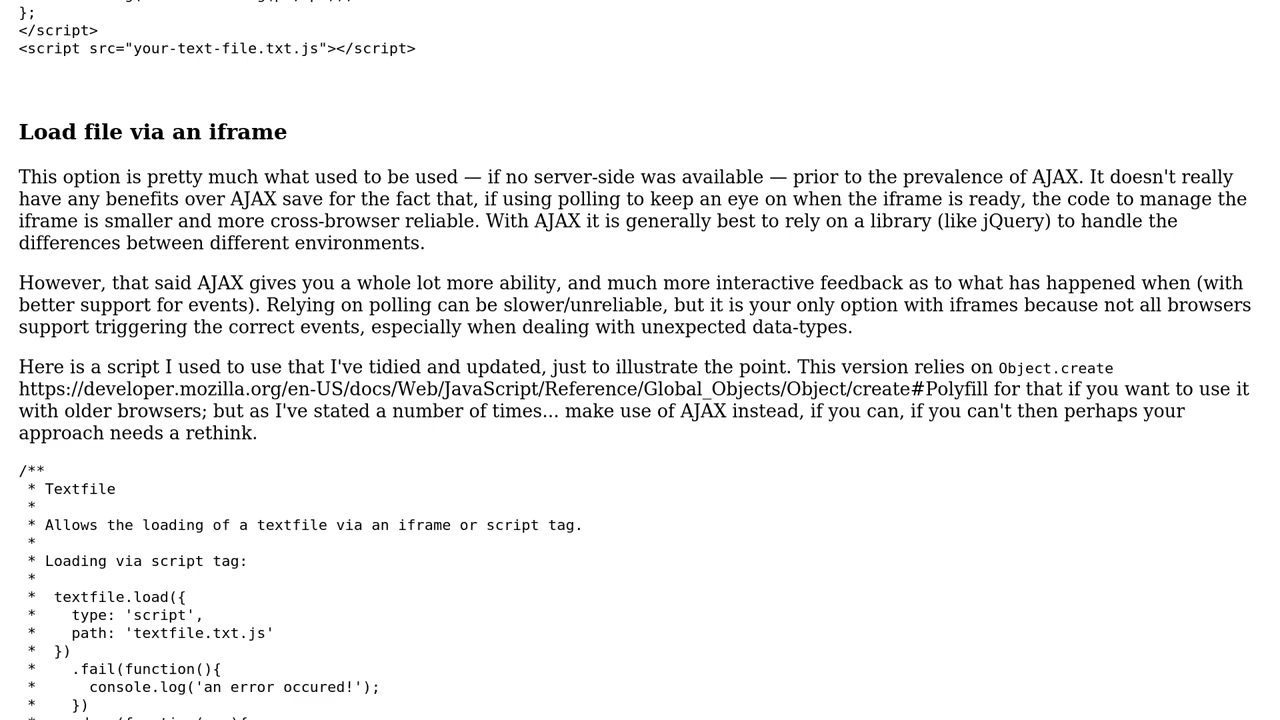 };
</script>
<script src="your-text-file.txt.js"></script>
Load file via an iframe
This option is pretty much what used to be used — if no server-side was available — prior to the prevalence of AJAX. It doesn't really
have any benefits over AJAX save for the fact that, if using polling to keep an eye on when the iframe is ready, the code to manage the
iframe is smaller and more cross-browser reliable. With AJAX it is generally best to rely on a library (like jQuery) to handle the
differences between different environments.
However, that said AJAX gives you a whole lot more ability, and much more interactive feedback as to what has happened when (with
better support for events). Relying on polling can be slower/unreliable, but it is your only option with iframes because not all browsers
support triggering the correct events, especially when dealing with unexpected data-types.
Here is a script I used to use that I've tidied and updated, just to illustrate the point. This version relies on Object.create
https://developer.mozilla.org/en-US/docs/Web/JavaScript/Reference/Global_Objects/Object/create#Polyfill for that if you want to use it
with older browsers; but as I've stated a number of times... make use of AJAX instead, if you can, if you can't then perhaps your
approach needs a rethink.
/**
 * Textfile
 *
 * Allows the loading of a textfile via an iframe or script tag.
 *
 * Loading via script tag:
 *
 *  textfile.load({
 *    type: 'script',
 *    path: 'textfile.txt.js'
 *  })
 *    .fail(function(){
 *      console.log('an error occured!');
 *    })